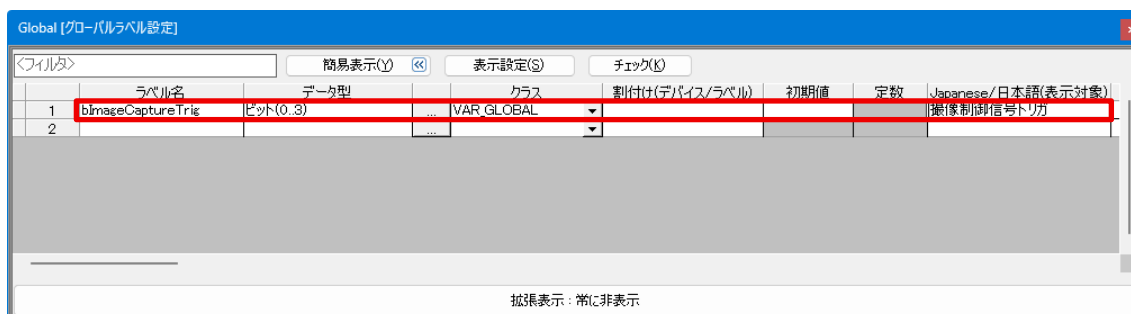 Global [グローバルラベル設定]
<フィルタ> 簡易表示(Y) 表示設定(S) チェック(K)
ラベル名 データ型 クラス 割付け(デバイス/ラベル) 初期値 定数 Japanese/日本語(表示対象)
1 bImageCaptureTrig ビット(0..3) ... VAR_GLOBAL 撮像制御信号トリガ
2 ...
拡張表示：常に非表示